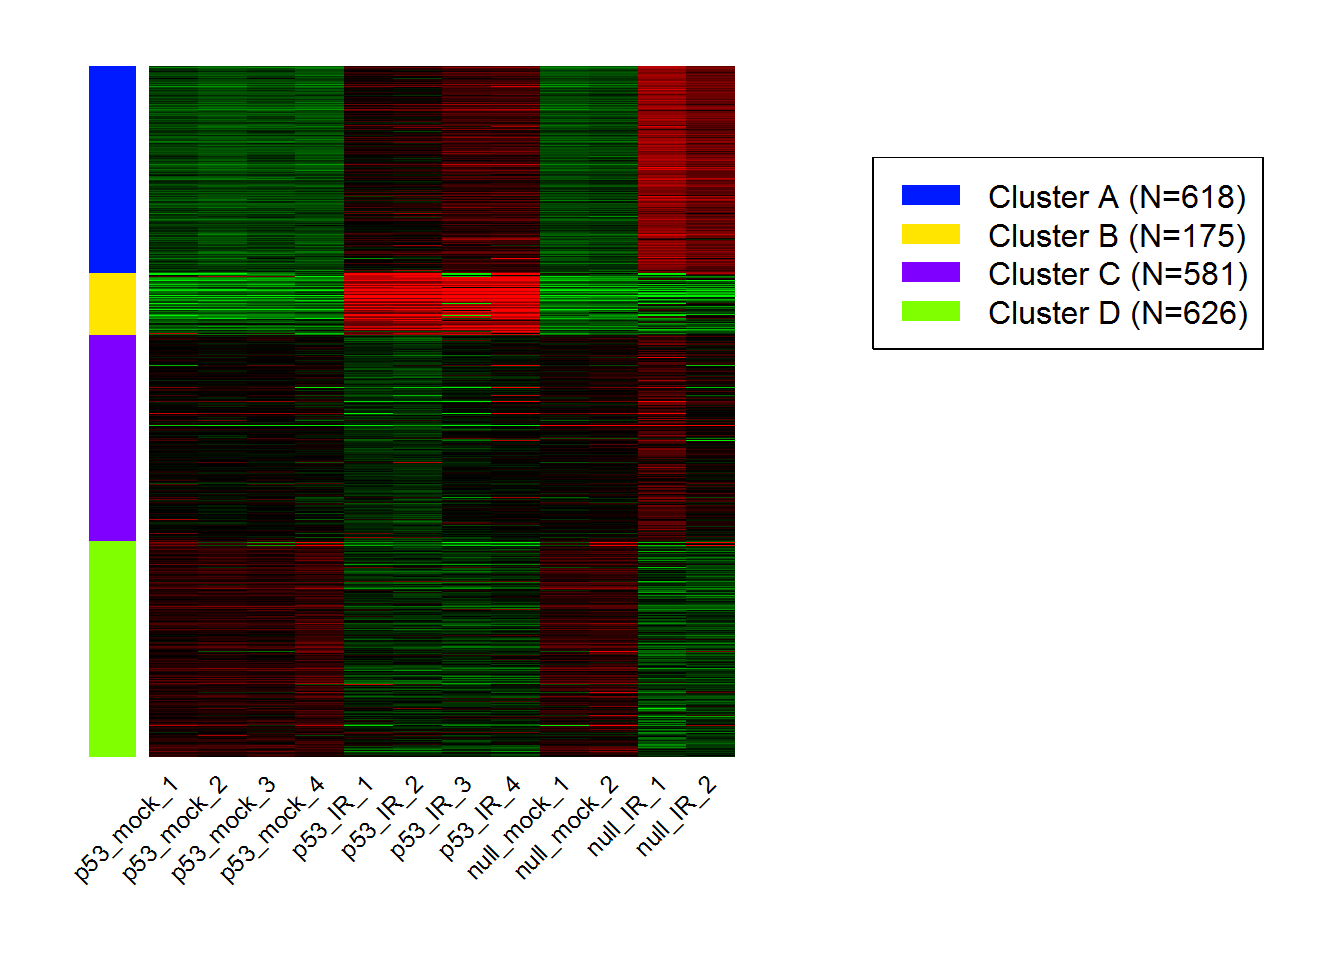 Cluster A (N=618)
Cluster B (N=175)
Cluster C (N=581)
Cluster D (N=626)
p53_mock_1
p53_mock_2
p53_mock_3
p53_mock_4
p53_IR_1
p53_IR_2
p53_IR_3
p53_IR_4
null_mock_1
null_mock_2
null_IR_1
null_IR_2